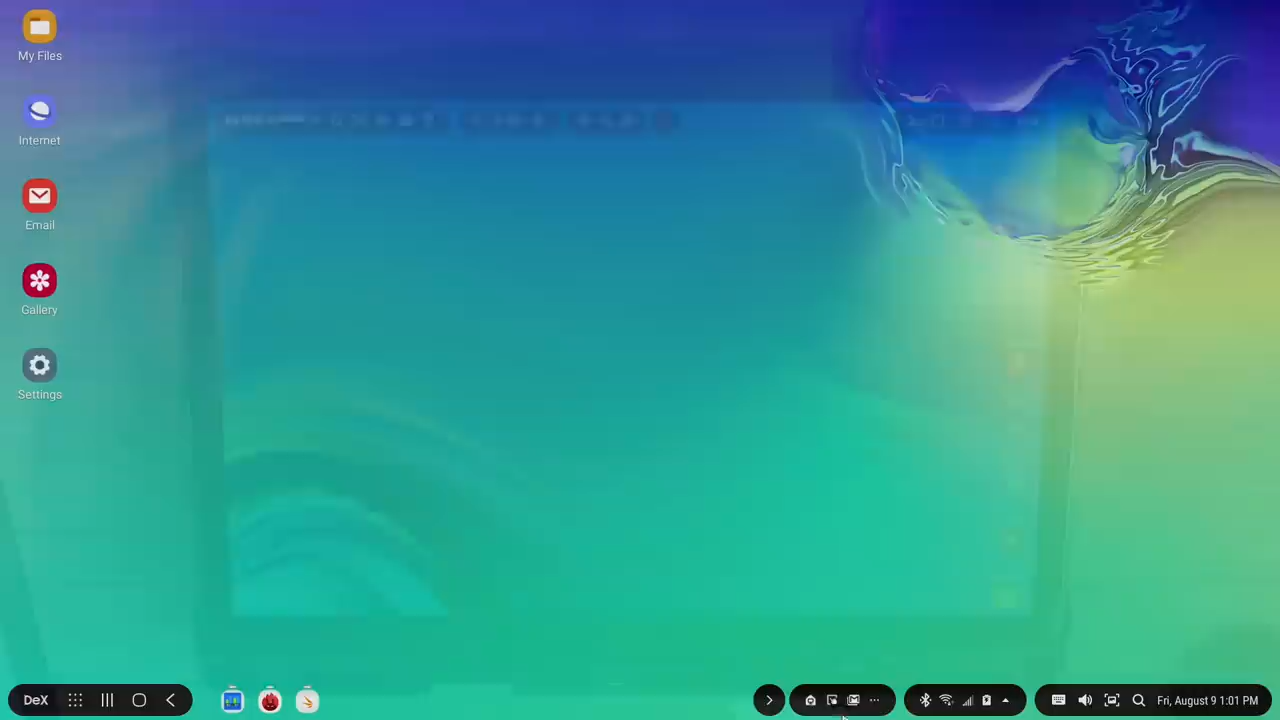 My Files
Internet
Email
Gallery
Settings
DeX
Fri, August 9 1:01 PM